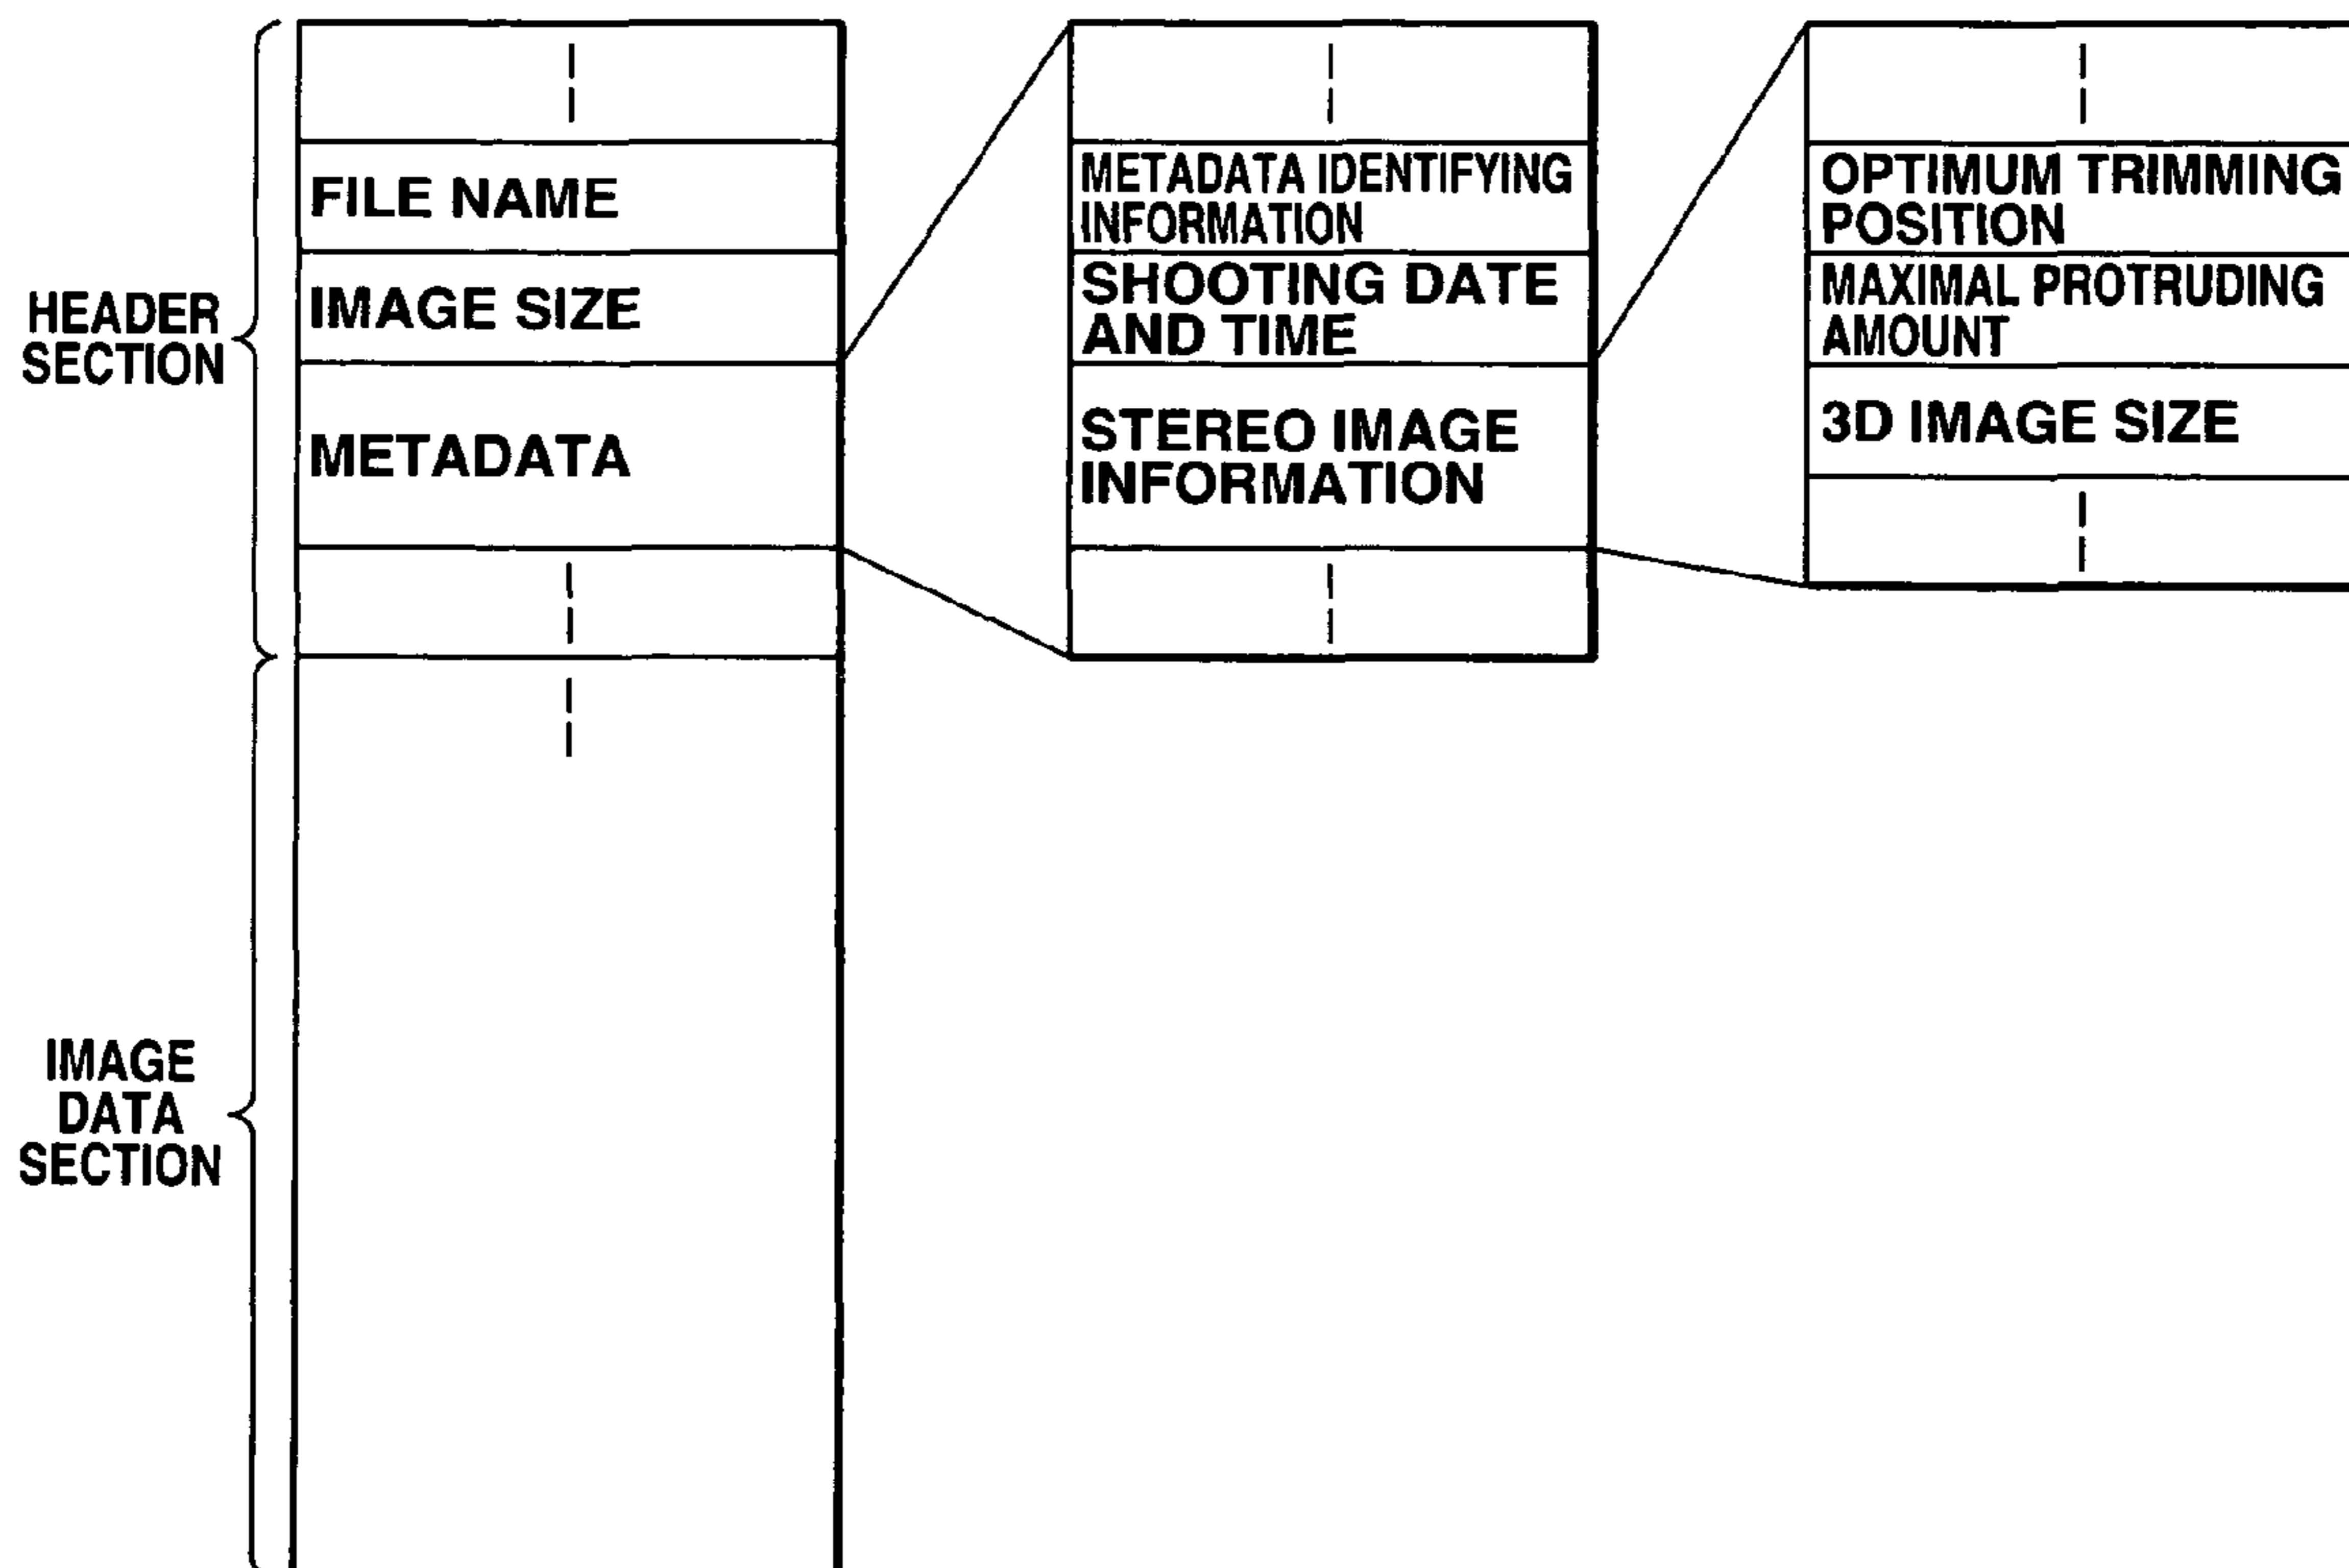 HEADER
SECTION
FILE NAME
IMAGE SIZE
METADATA
METADATA IDENTIFYING
INFORMATION
SHOOTING DATE
AND TIME
STEREO IMAGE
INFORMATION
OPTIMUM TRIMMING
POSITION
MAXIMAL PROTRUDING
AMOUNT
3D IMAGE SIZE
IMAGE
DATA
SECTION